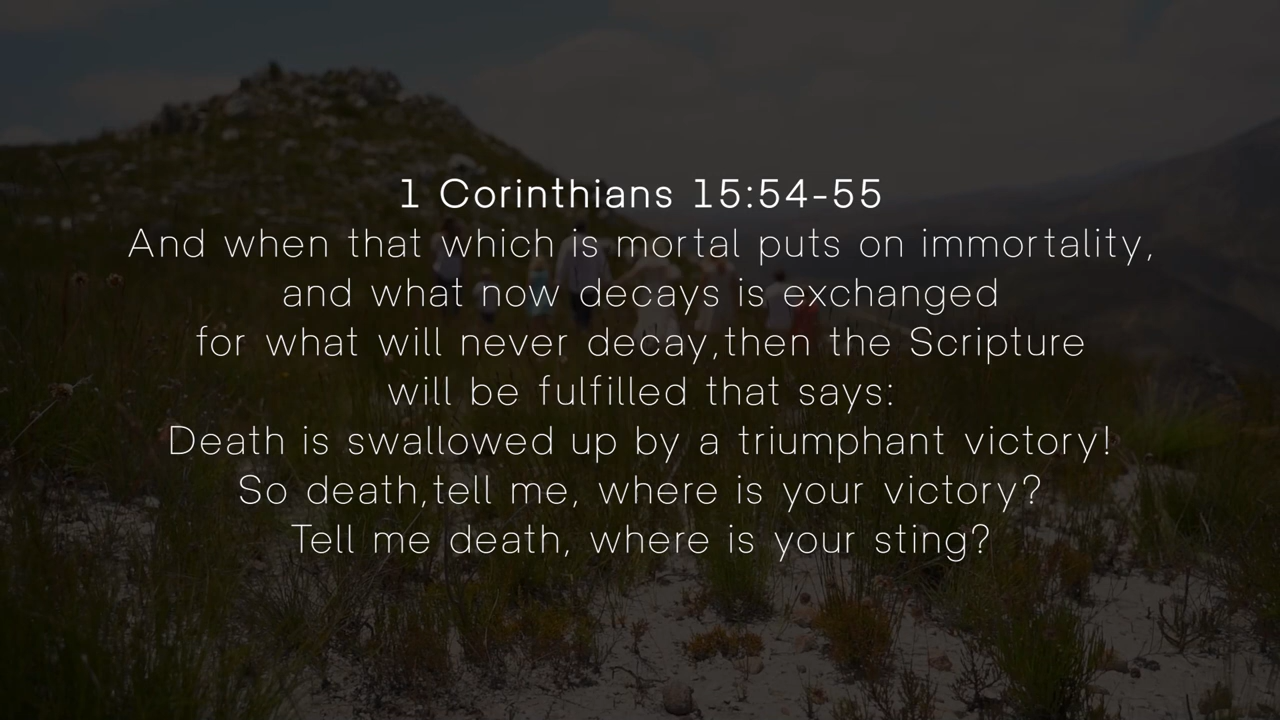 1 Corinthians 15:54-55
And when that which is mortal puts on immortality,
and what now decays is exchanged
for what will never decay,then the Scripture
will be fulfilled that says:
Death is swallowed up by a triumphant victory!
So death,tell me, where is your victory?
Tell me death, where is your sting?